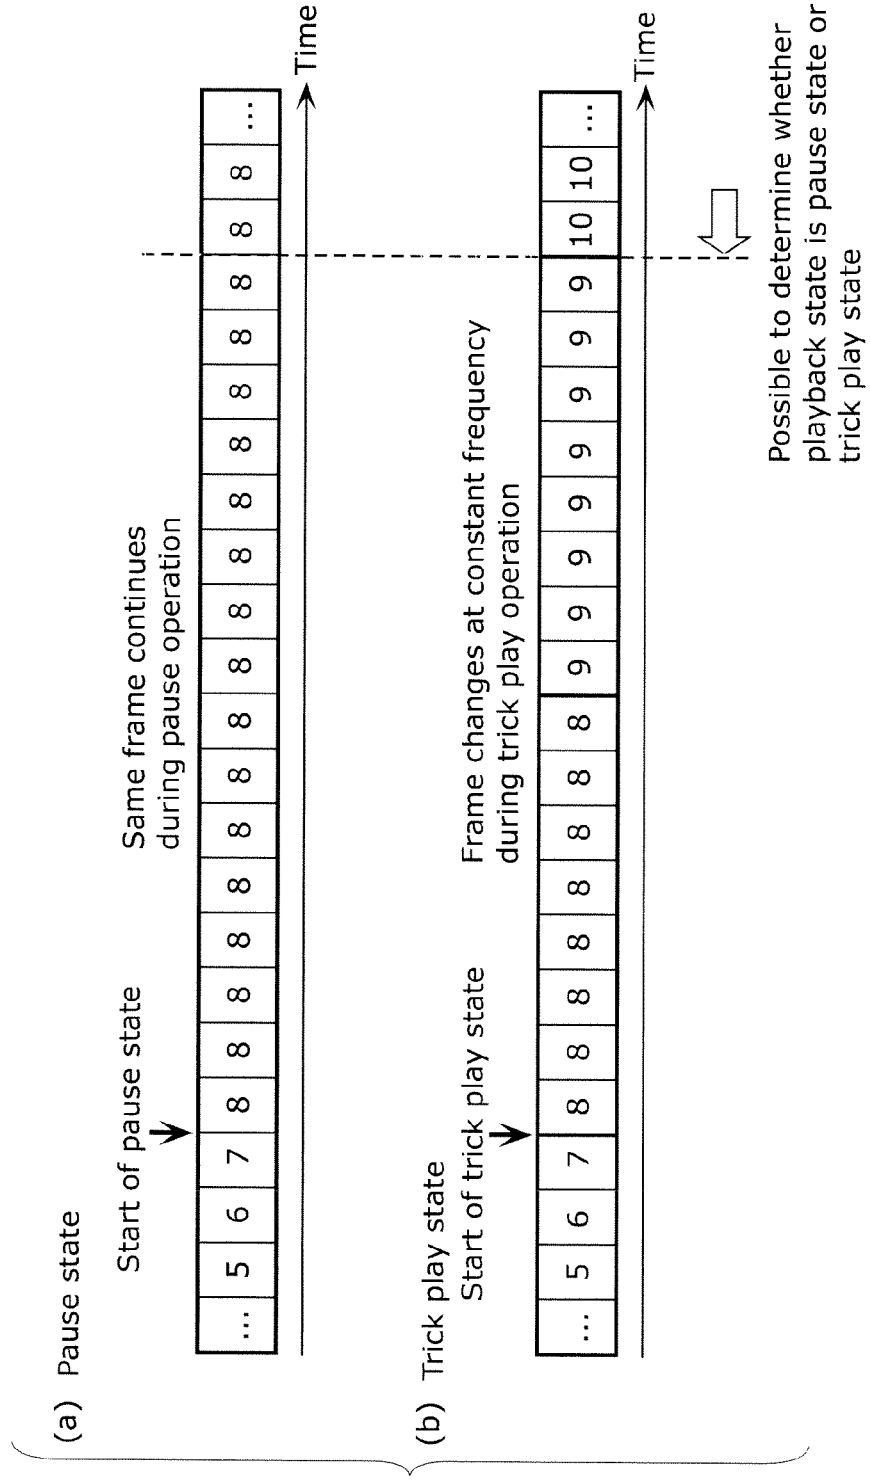 (a) Pause state
Start of pause state
Same frame continues
during pause operation
... 5 6 7 8 8 8 8 8 8 8 8 8 8 8 8 8 8 8 8 8 8 ...
Time
(b) Trick play state
Start of trick play state
Frame changes at constant frequency
during trick play operation
... 5 6 7 8 8 8 8 8 8 8 8 9 9 9 9 9 9 9 9 10 10 ...
Time
Possible to determine whether
playback state is pause state or
trick play state